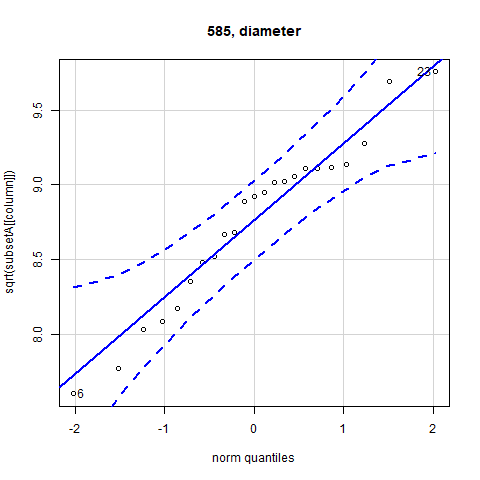 585, diameter
23
9.5
9.0
8.5
8.0
6
sqrt(subsetA[[column]])
-2 -1 0 1 2
norm quantiles